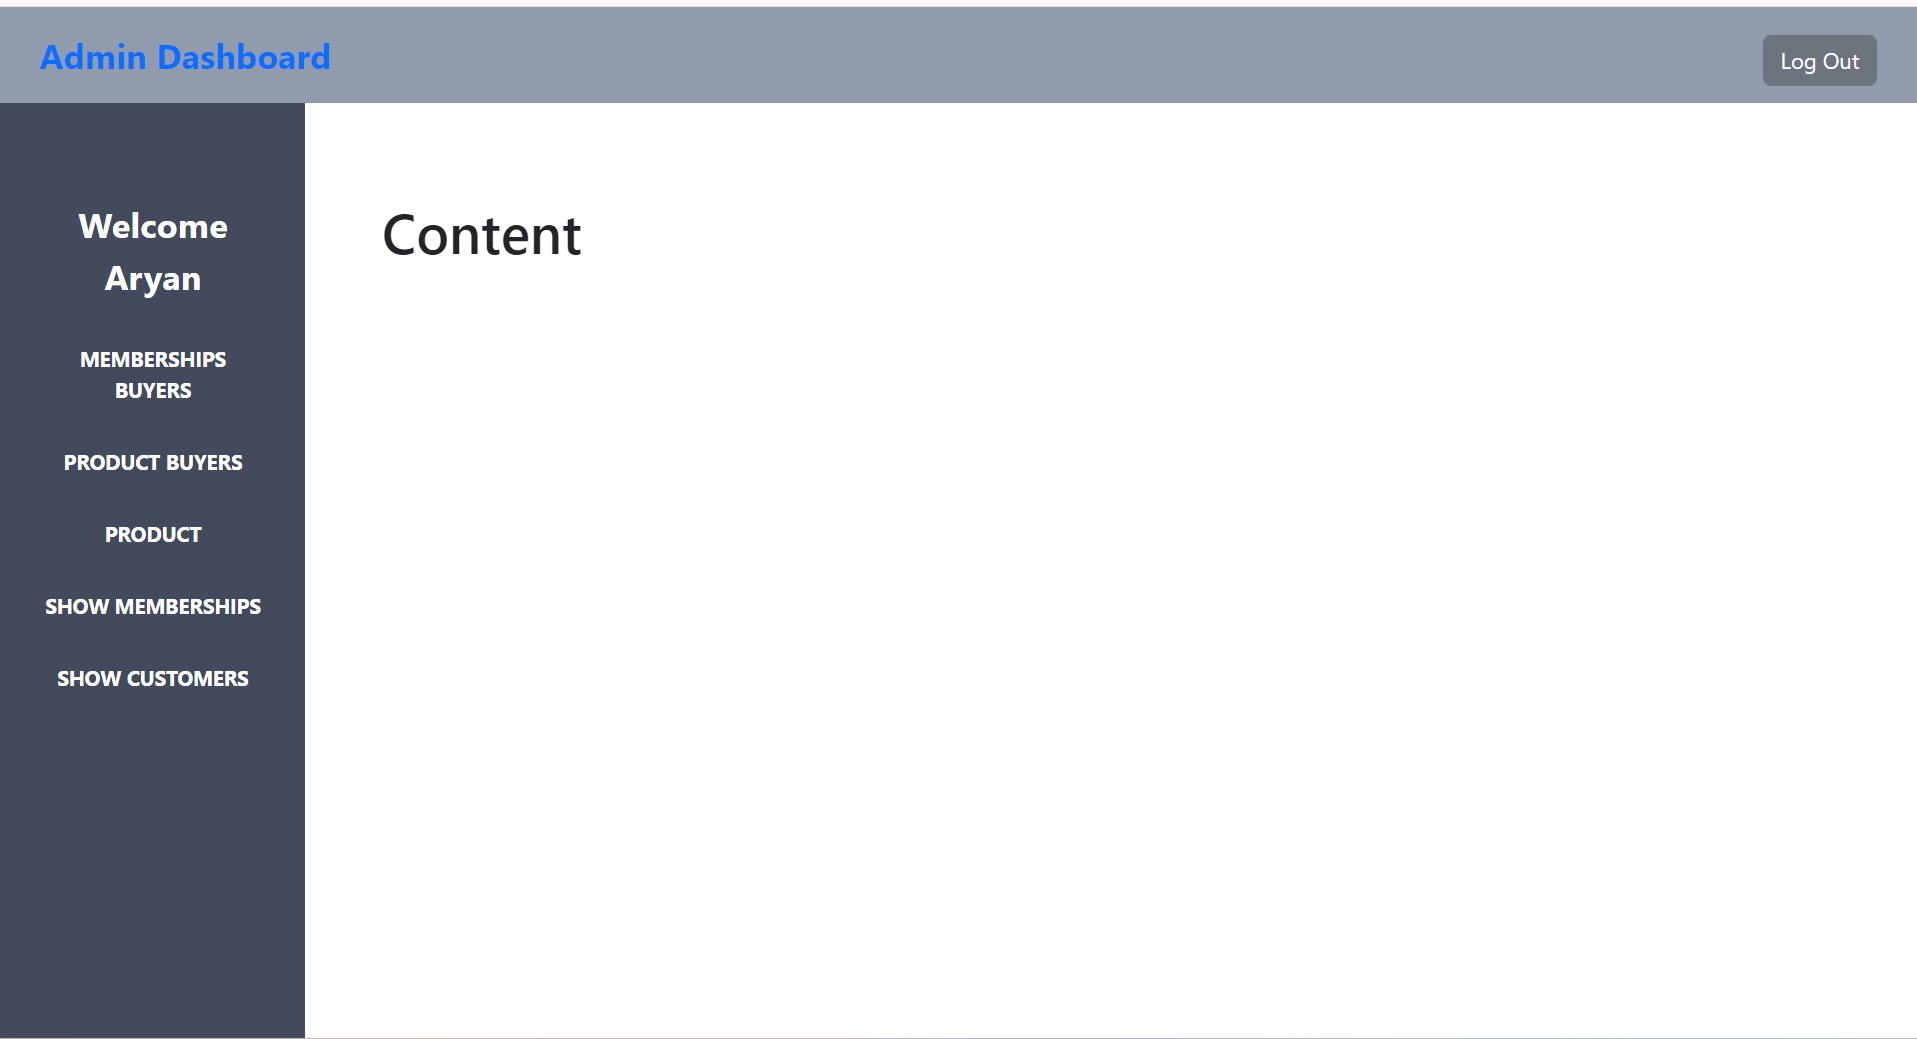 Admin Dashboard
Log Out
Welcome
Aryan
MEMBERSHIPS
BUYERS
PRODUCT BUYERS
PRODUCT
SHOW MEMBERSHIPS
SHOW CUSTOMERS
Content